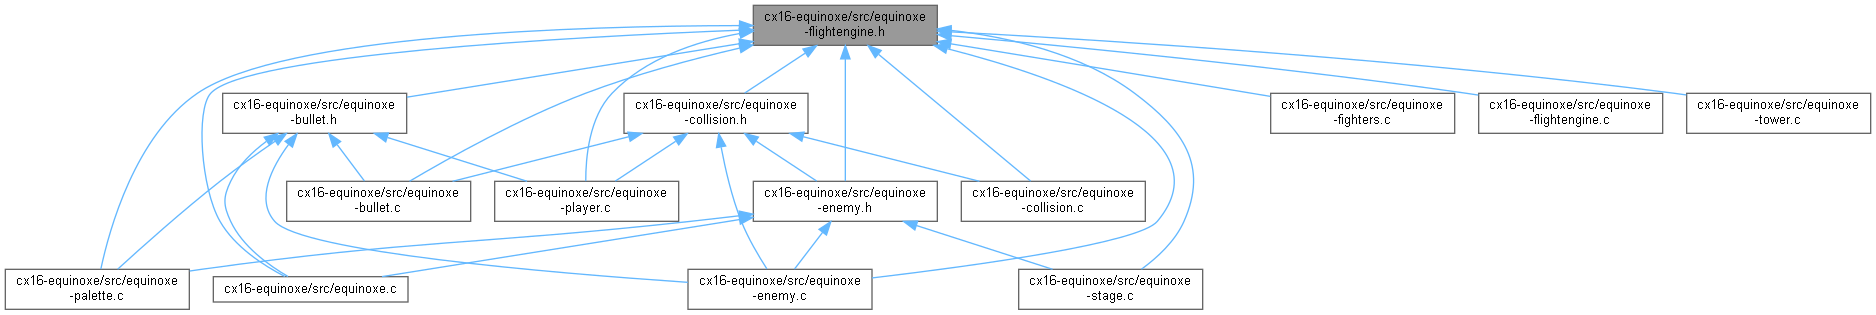 cx16-equinoxe/src/equinoxe
-flightengine.h
cx16-equinoxe/src/equinoxe
-bullet.h
cx16-equinoxe/src/equinoxe
-collision.h
cx16-equinoxe/src/equinoxe
-fighters.c
cx16-equinoxe/src/equinoxe
-flightengine.c
cx16-equinoxe/src/equinoxe
-tower.c
cx16-equinoxe/src/equinoxe
-bullet.c
cx16-equinoxe/src/equinoxe
-player.c
cx16-equinoxe/src/equinoxe
-enemy.h
cx16-equinoxe/src/equinoxe
-collision.c
cx16-equinoxe/src/equinoxe
-palette.c
cx16-equinoxe/src/equinoxe.c
cx16-equinoxe/src/equinoxe
-enemy.c
cx16-equinoxe/src/equinoxe
-stage.c